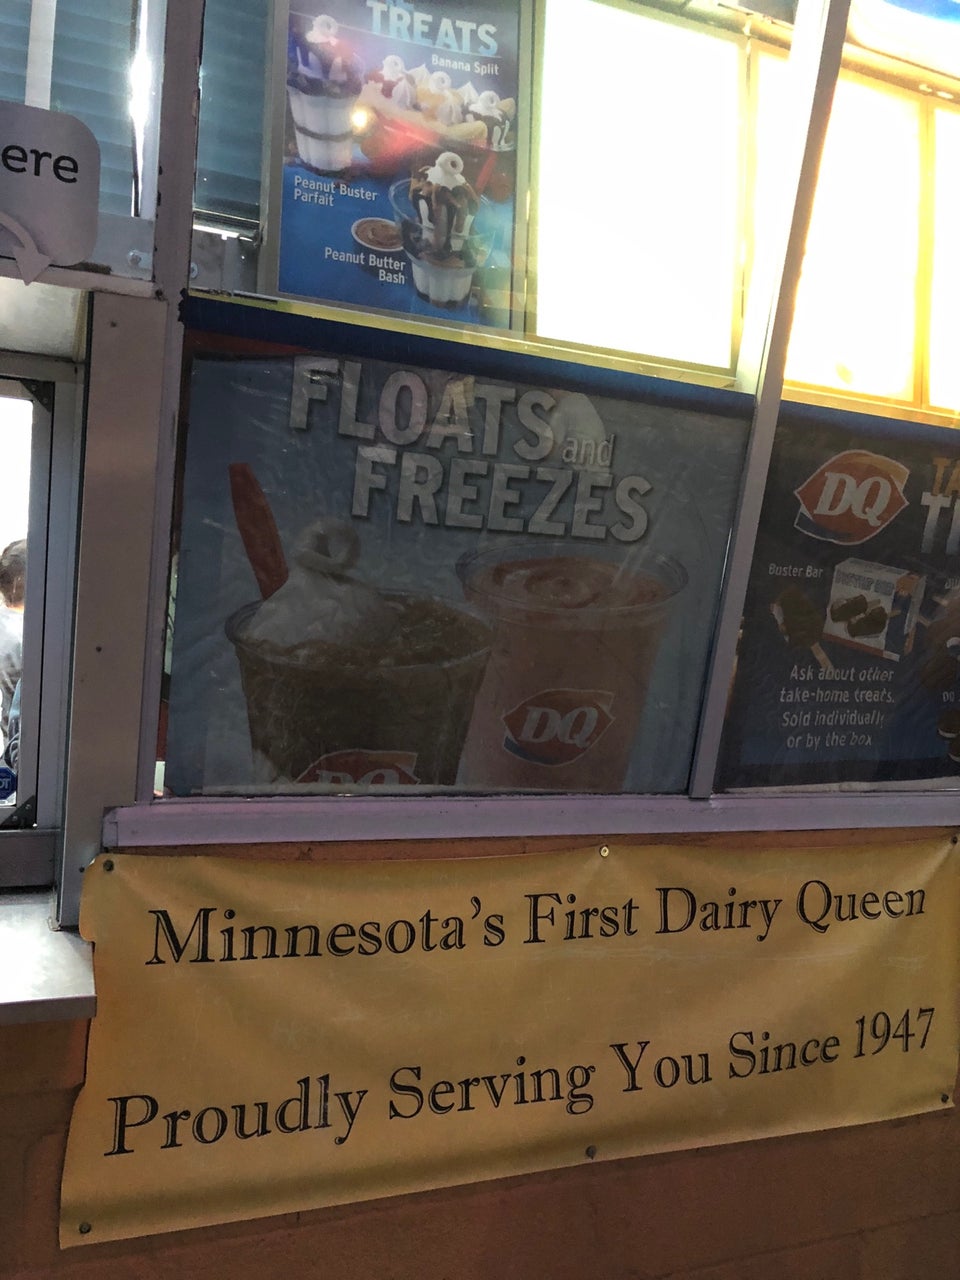 TREATS
Banana Split
Peanut Buster
Parfait
Peanut Butter
Bash
ere
FLOATS and
FREEZES
DQ
DQ
DQ
Buster Bar
Ask about other
take-home treats.
Sold individually
or by the box
Minnesota's First Dairy Queen
Proudly Serving You Since 1947